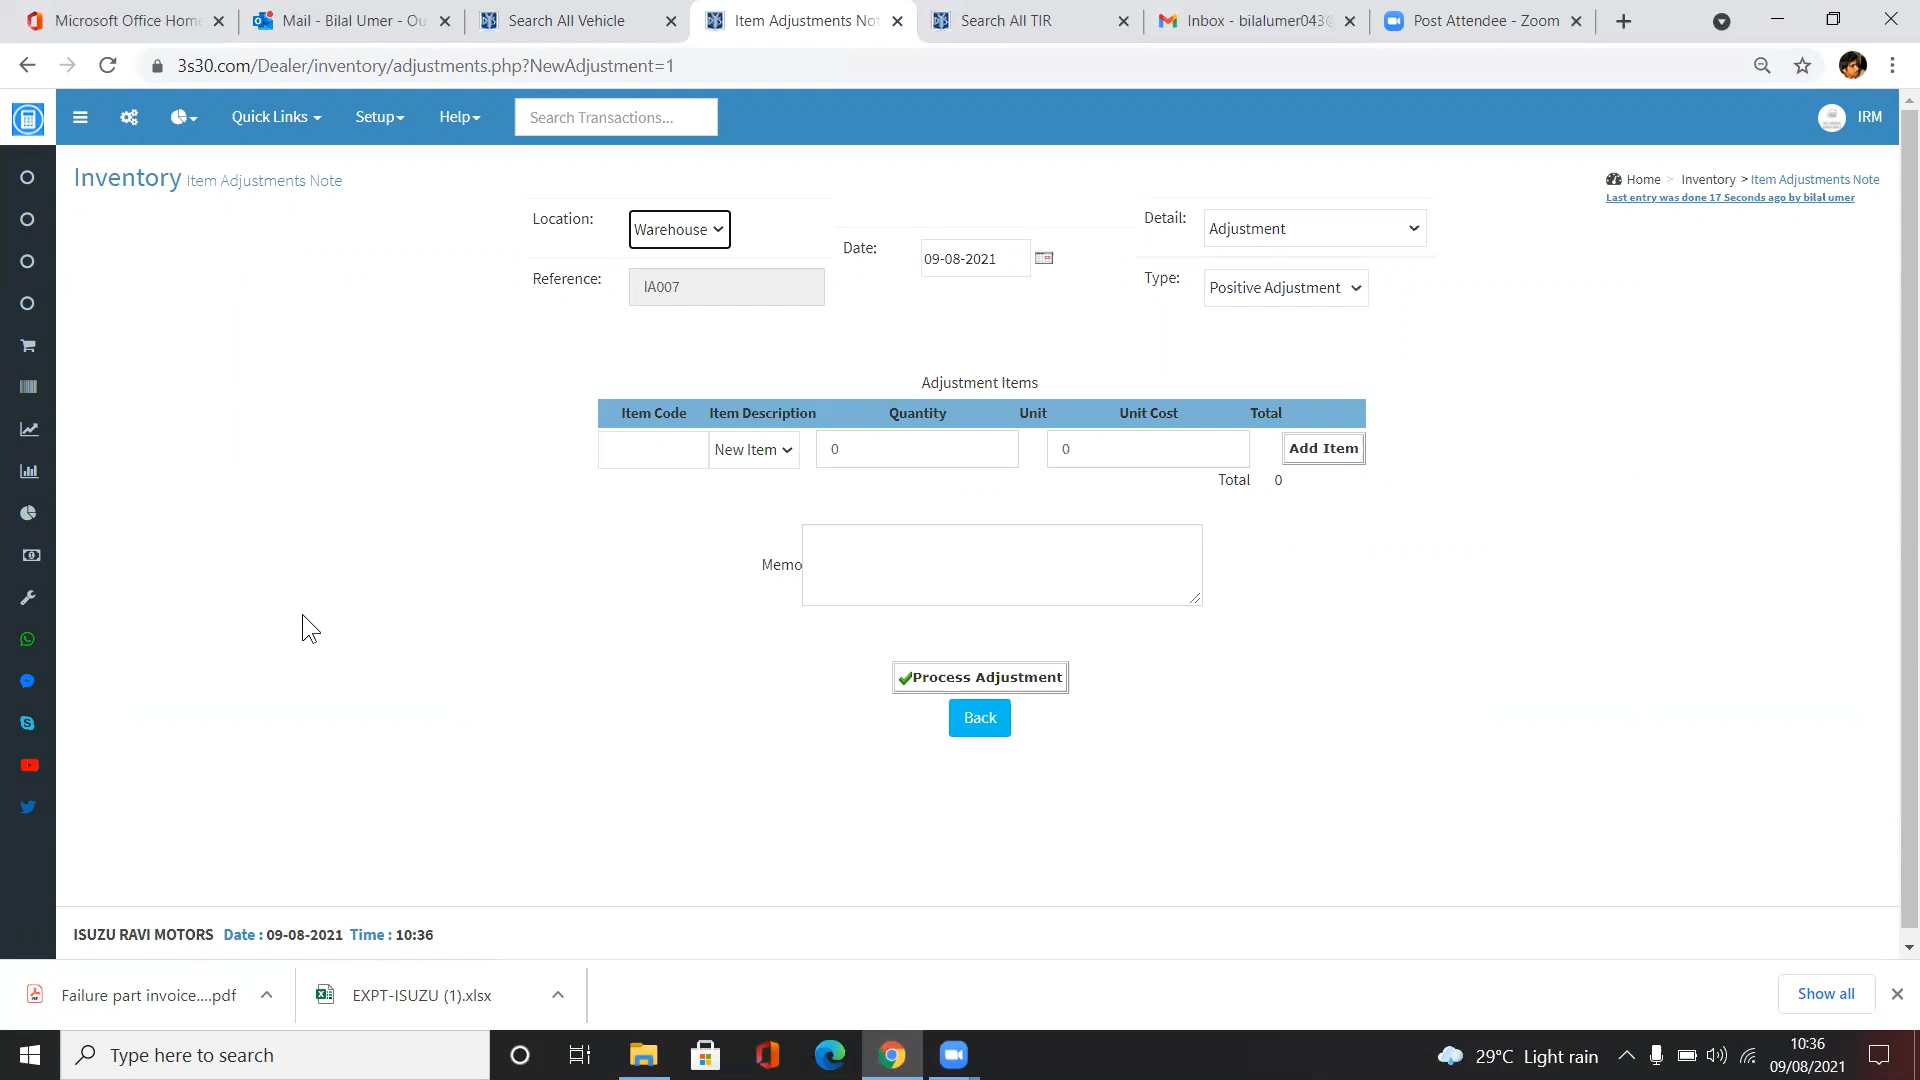 Microsoft Office Home
Mail - Bilal Umer - Ou
Search All Vehicle
Item Adjustments Not
Search All TIR
Inbox - bilalumer043@
Post Attendee - Zoom
3s30.com/Dealer/inventory/adjustments.php?NewAdjustment=1
Quick Links
Setup
Help
Search Transactions...
IRM
Inventory Item Adjustments Note
Home > Inventory > Item Adjustments Note
Last entry was done 17 Seconds ago by bilal umer
Location: Warehouse
Date: 09-08-2021
Detail: Adjustment
Reference: IA007
Type: Positive Adjustment
Adjustment Items
Item Code Item Description Quantity Unit Unit Cost Total
New Item 0 0 Add Item
Total 0
Memo
Process Adjustment
Back
ISUZU RAVI MOTORS Date : 09-08-2021 Time : 10:36
Failure part invoice....pdf
EXPT-ISUZU (1).xlsx
Show all
Type here to search
29°C Light rain
10:36
09/08/2021